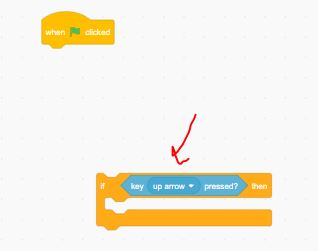 when clicked
if key up arrow pressed? then